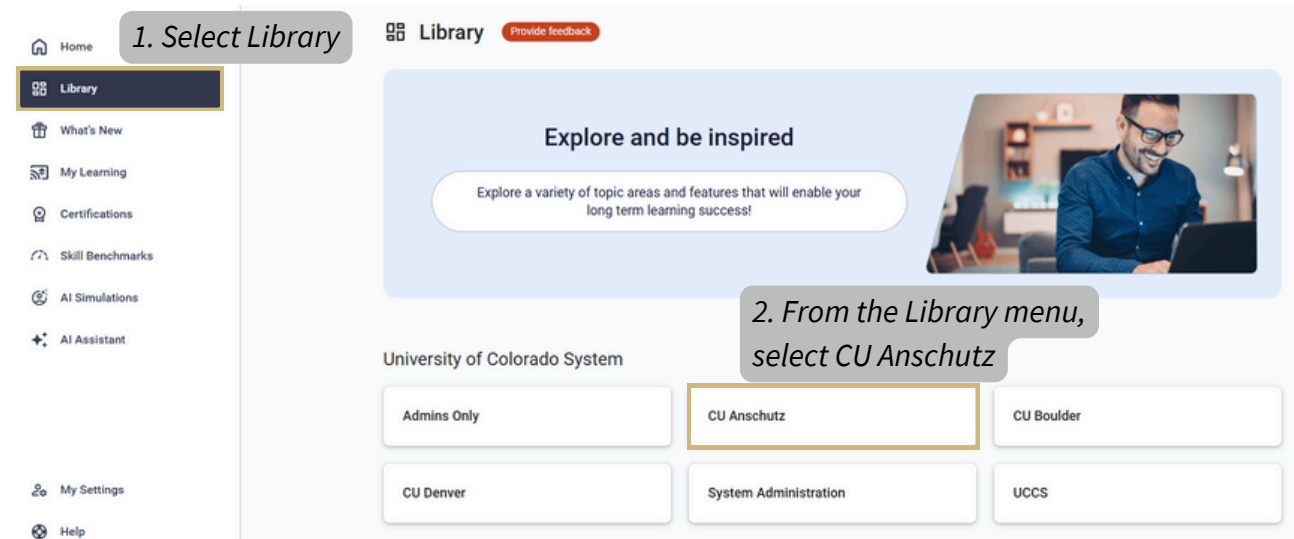 1. Select Library
Home
Library
What's New
My Learning
Certifications
Skill Benchmarks
AI Simulations
AI Assistant
My Settings
Help
Library
Provide feedback
Explore and be inspired
Explore a variety of topic areas and features that will enable your
long term learning success!
2. From the Library menu,
select CU Anschutz
University of Colorado System
Admins Only
CU Anschutz
CU Boulder
CU Denver
System Administration
UCCS